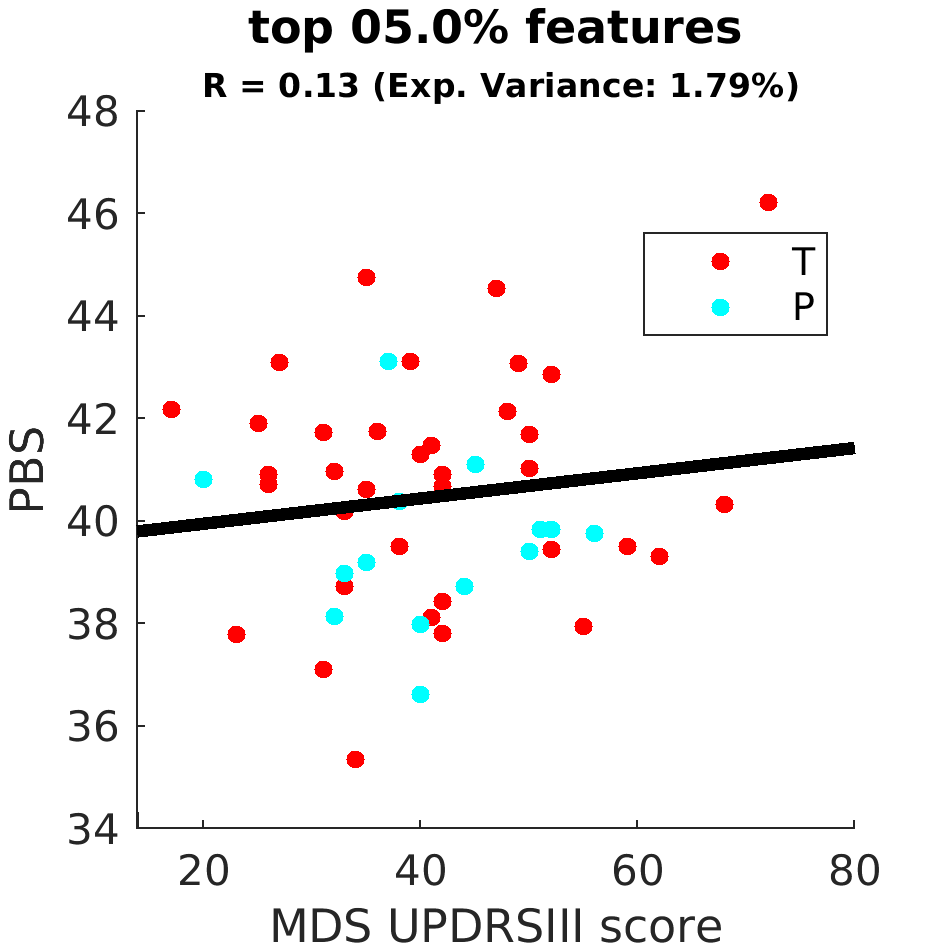 top 05.0% features
R = 0.13 (Exp. Variance: 1.79%)
48
46
44
42
40
38
36
34
PBS
T
P
20 40 60 80
MDS UPDRSIII score